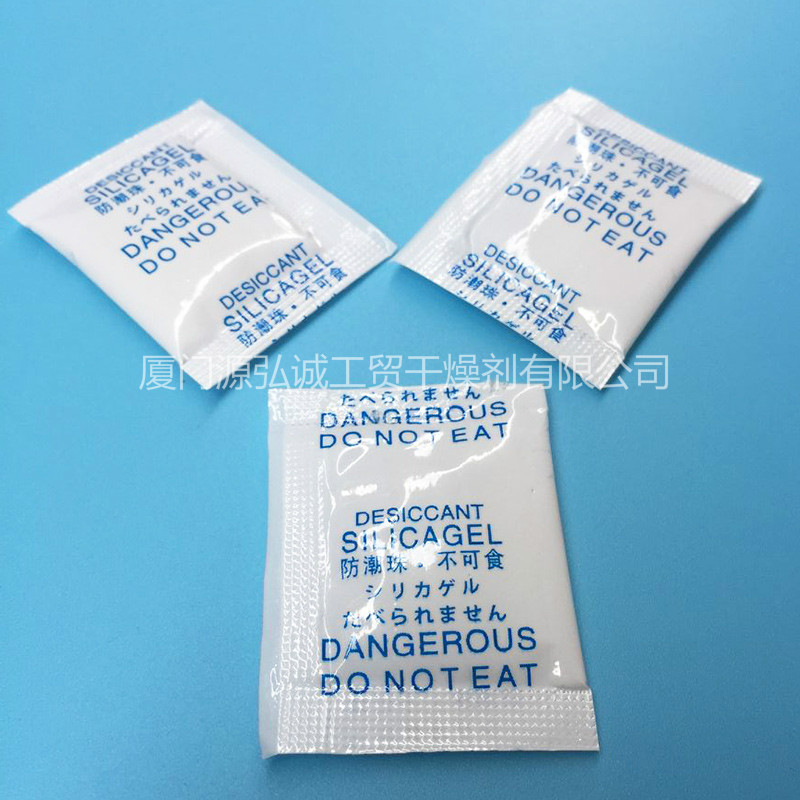 DESICCANT
SILICAGEL
防潮珠·不可食
シリカゲル
たべられません
DANGEROUS
DO NOT EAT
DESICCANT
SILICAGEL
防潮珠·不可食
DESICCANT
SILICAGEL
防潮珠·不可食
シリカゲル
たべられません
DANGEROUS
DO NOT EAT
DESICCANT
SILICAGEL
防潮珠·不可食
シリカゲル
厦门源弘诚工贸干燥剂有限公司
たべられません
DANGEROUS
DO NOT EAT
DESICCANT
SILICAGEL
防潮珠·不可食
シリカゲル
たべられません
DANGEROUS
DO NOT EAT